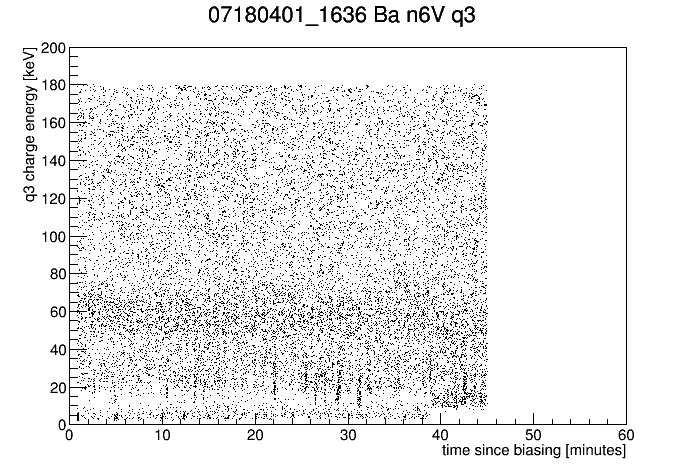 07180401_1636 Ba n6V q3
q3 charge energy [keV]
200
180
160
140
120
100
80
60
40
20
0
0 10 20 30 40 50 60
time since biasing [minutes]